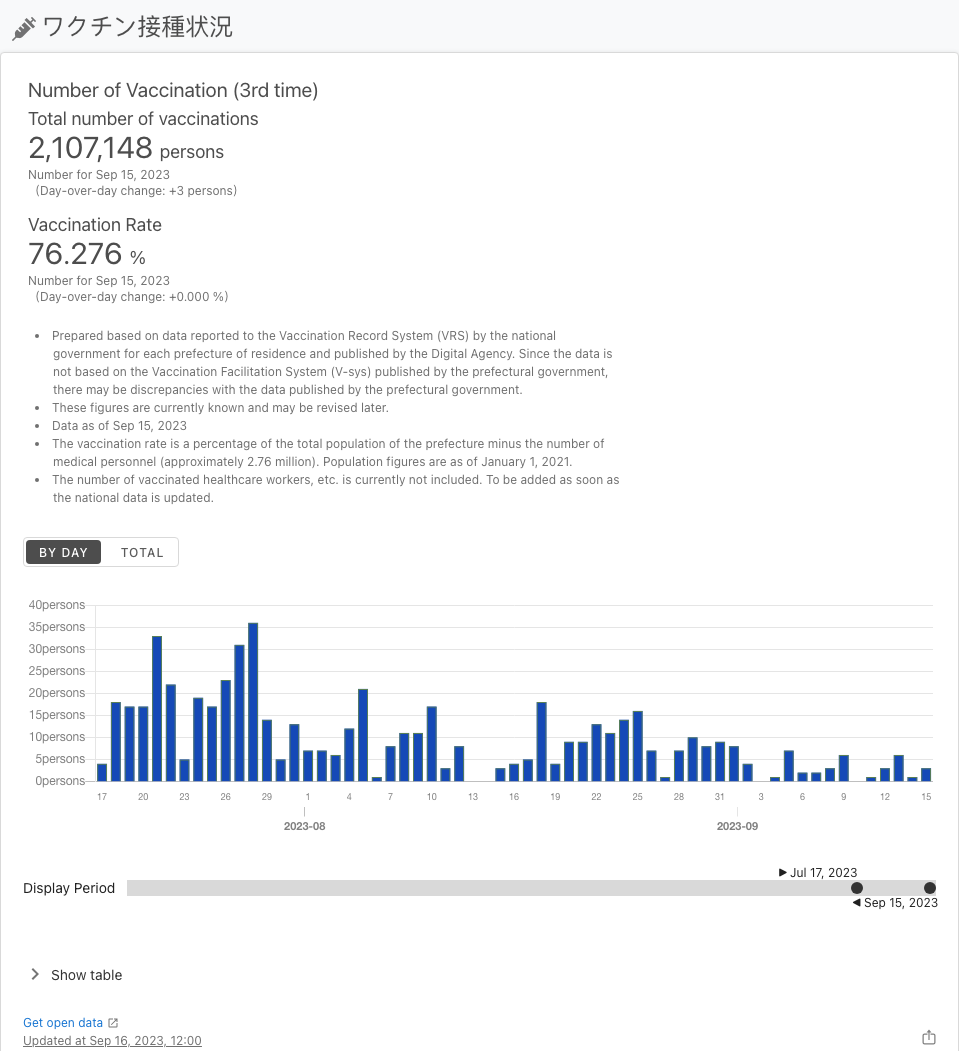 ワクチン接種状況
Number of Vaccination (3rd time)
Total number of vaccinations
2,107,148 persons
Number for Sep 15, 2023
(Day-over-day change: +3 persons)
Vaccination Rate
76.276 %
Number for Sep 15, 2023
(Day-over-day change: +0.000 %)
• Prepared based on data reported to the Vaccination Record System (VRS) by the national
government for each prefecture of residence and published by the Digital Agency. Since the data is
not based on the Vaccination Facilitation System (V-sys) published by the prefectural government,
there may be discrepancies with the data published by the prefectural government.
• These figures are currently known and may be revised later.
• Data as of Sep 15, 2023
• The vaccination rate is a percentage of the total population of the prefecture minus the number of
medical personnel (approximately 2.76 million). Population figures are as of January 1, 2021.
• The number of vaccinated healthcare workers, etc. is currently not included. To be added as soon as
the national data is updated.
BY DAY TOTAL
40persons
35persons
30persons
25persons
20persons
15persons
10persons
5persons
0persons
17 20 23 26 29 1 4 7 10 13 16 19 22 25 28 31 3 6 9 12 15
2023-08 2023-09
▶ Jul 17, 2023
Display Period
◀ Sep 15, 2023
Show table
Get open data
Updated at Sep 16, 2023, 12:00